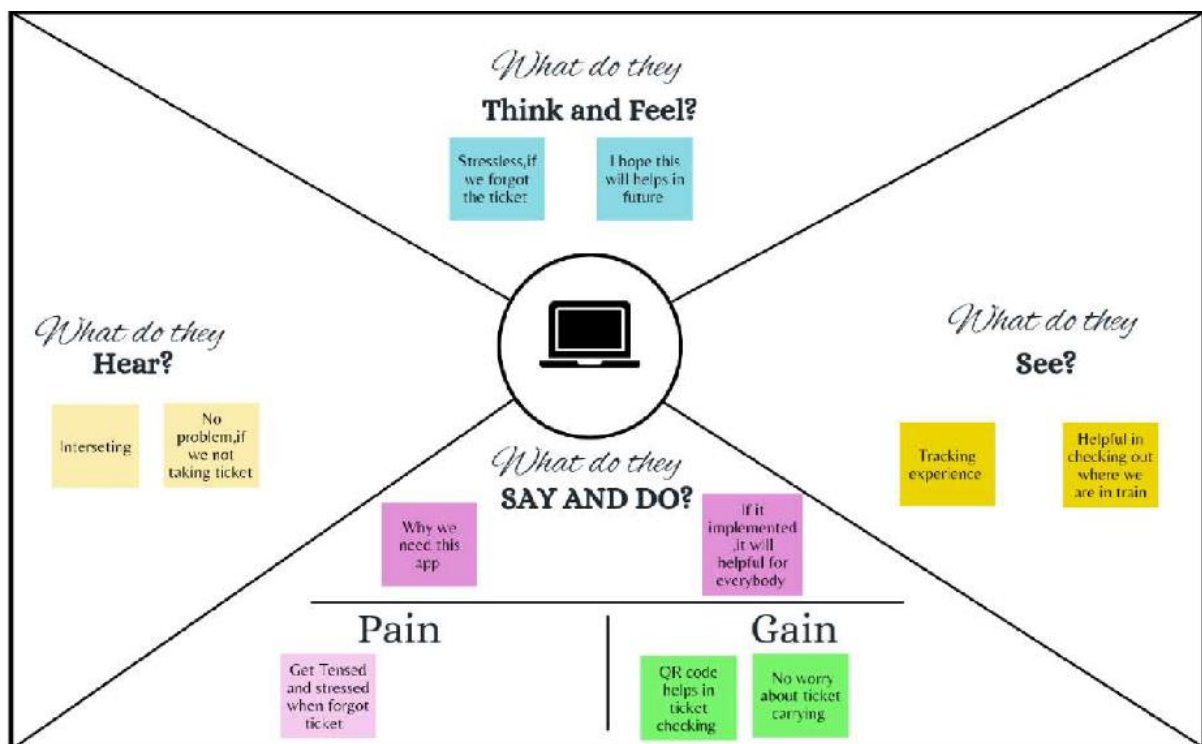 What do they
Think and Feel?
Stressless,if
we forgot
the ticket
I hope this
will helps in
future
What do they
Hear?
Interseting
No
problem,if
we not
taking ticket
What do they
See?
Tracking
experience
Helpful in
checking out
where we
are in train
What do they
SAY AND DO?
Why we
need this
app
If it
implemented
,it will
helpful for
everybody
Pain
Get Tensed
and stressed
when forgot
ticket
Gain
QR code
helps in
ticket
checking
No worry
about ticket
carrying